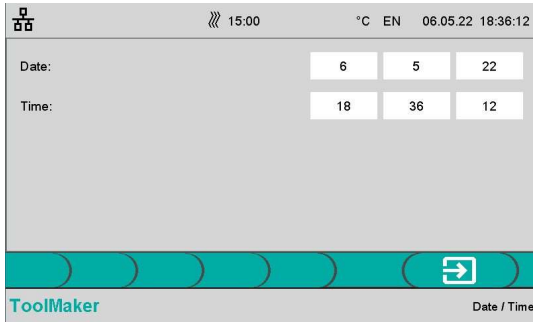 15:00 °C EN 06.05.22 18:36:12
Date: 6 5 22
Time: 18 36 12
ToolMaker Date / Time